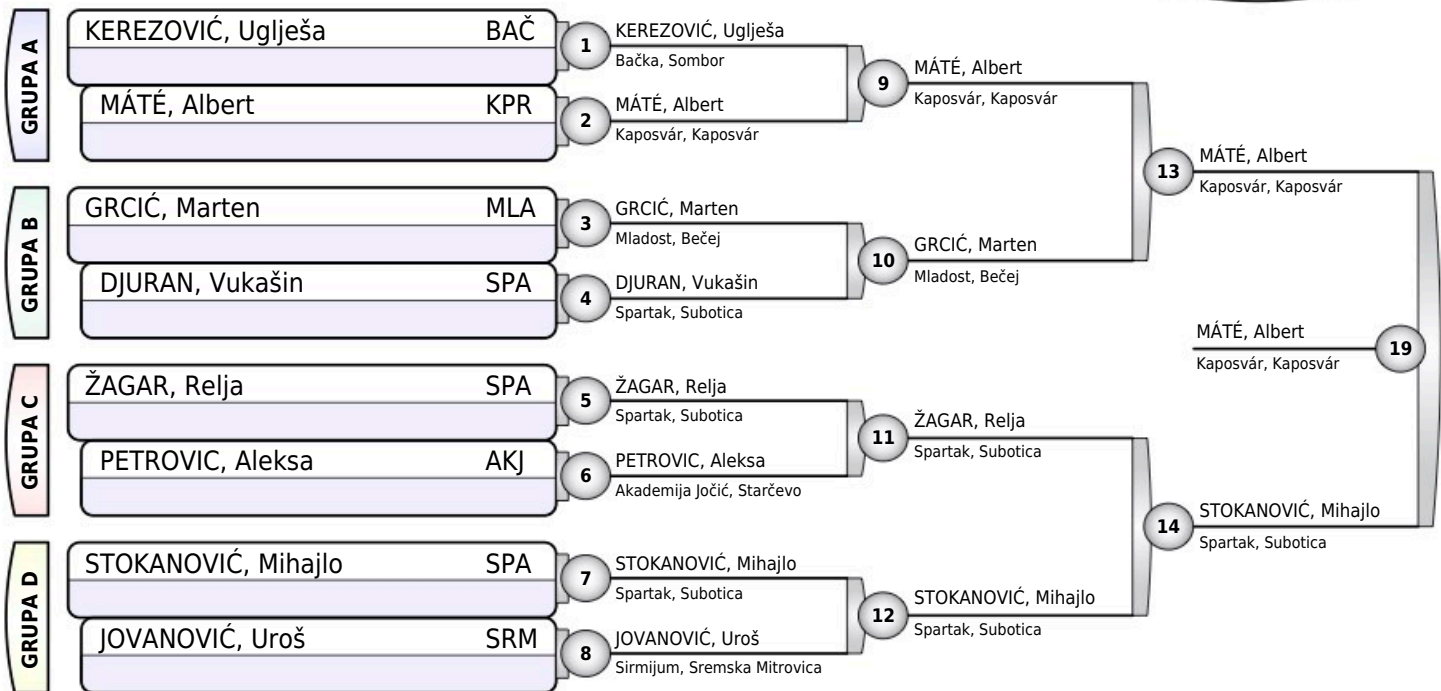 GRUPA A
KEREZOVIĆ, Uglješa BAČ
MÁTÉ, Albert KPR
1
KEREZOVIĆ, Uglješa
Bačka, Sombor
2
MÁTÉ, Albert
Kaposvár, Kaposvár
9
MÁTÉ, Albert
Kaposvár, Kaposvár
GRUPA B
GRCIĆ, Marten MLA
DJURAN, Vukašin SPA
3
GRCIĆ, Marten
Mladost, Bečej
4
DJURAN, Vukašin
Spartak, Subotica
10
GRCIĆ, Marten
Mladost, Bečej
13
MÁTÉ, Albert
Kaposvár, Kaposvár
GRUPA C
ŽAGAR, Relja SPA
PETROVIC, Aleksa AKJ
5
ŽAGAR, Relja
Spartak, Subotica
6
PETROVIC, Aleksa
Akademija Jočić, Starčevo
11
ŽAGAR, Relja
Spartak, Subotica
GRUPA D
STOKANOVIĆ, Mihajlo SPA
JOVANOVIĆ, Uroš SRM
7
STOKANOVIĆ, Mihajlo
Spartak, Subotica
8
JOVANOVIĆ, Uroš
Sirmijum, Sremska Mitrovica
12
STOKANOVIĆ, Mihajlo
Spartak, Subotica
14
STOKANOVIĆ, Mihajlo
Spartak, Subotica
MÁTÉ, Albert
Kaposvár, Kaposvár
19